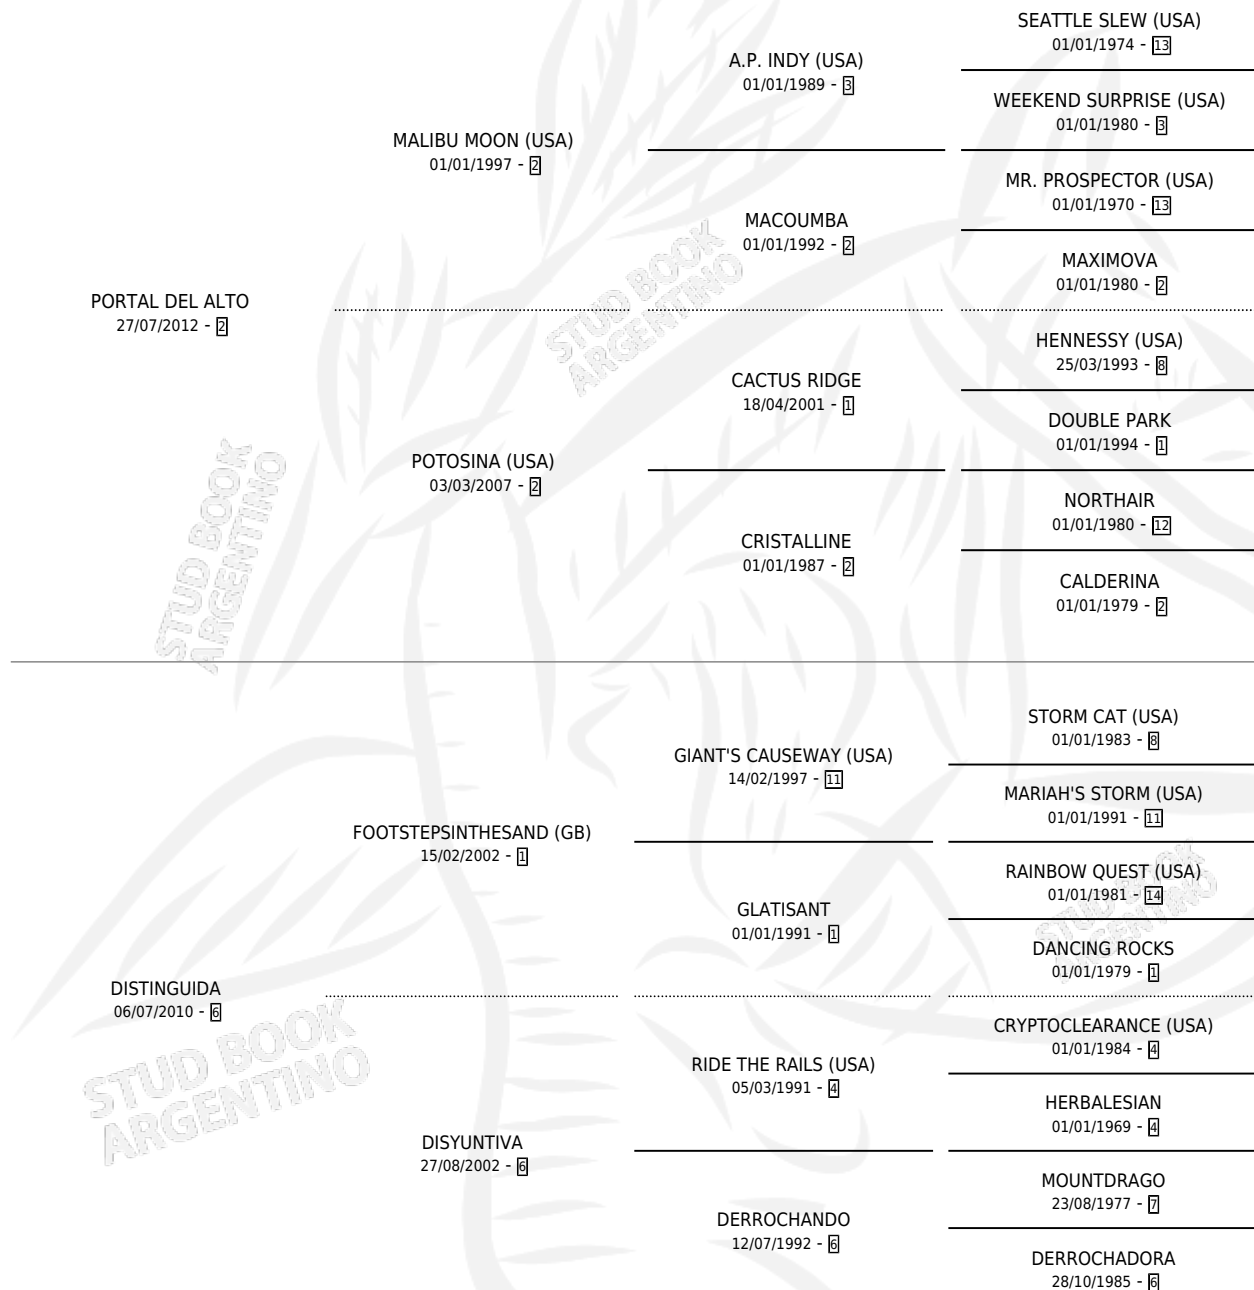 SEATTLE SLEW (USA)
01/01/1974 - 13
A.P. INDY (USA)
01/01/1989 - 3
WEEKEND SURPRISE (USA)
01/01/1980 - 3
MALIBU MOON (USA)
01/01/1997 - 2
MR. PROSPECTOR (USA)
01/01/1970 - 13
MACOUMBA
01/01/1992 - 2
MAXIMOVA
01/01/1980 - 2
PORTAL DEL ALTO
27/07/2012 - 2
HENNESSY (USA)
25/03/1993 - 8
CACTUS RIDGE
18/04/2001 - 1
DOUBLE PARK
01/01/1994 - 1
POTOSINA (USA)
03/03/2007 - 2
NORTHAIR
01/01/1980 - 12
CRISTALLINE
01/01/1987 - 2
CALDERINA
01/01/1979 - 2
STORM CAT (USA)
01/01/1983 - 8
GIANT'S CAUSEWAY (USA)
14/02/1997 - 11
MARIAH'S STORM (USA)
01/01/1991 - 11
FOOTSTEPSINTHESAND (GB)
15/02/2002 - 1
RAINBOW QUEST (USA)
01/01/1981 - 14
GLATISANT
01/01/1991 - 1
DANCING ROCKS
01/01/1979 - 1
DISTINGUIDA
06/07/2010 - 6
CRYPTOCLEARANCE (USA)
01/01/1984 - 4
RIDE THE RAILS (USA)
05/03/1991 - 4
HERBALESIAN
01/01/1969 - 4
DISYUNTIVA
27/08/2002 - 6
MOUNTDRAGO
23/08/1977 - 7
DERROCHANDO
12/07/1992 - 6
DERROCHADORA
28/10/1985 - 6
STUD BOOK
ARGENTINO
STUD BOOK
ARGENTINO
STUD BOOK
ARGENTINO
STUD BOOK
ARGENTINO